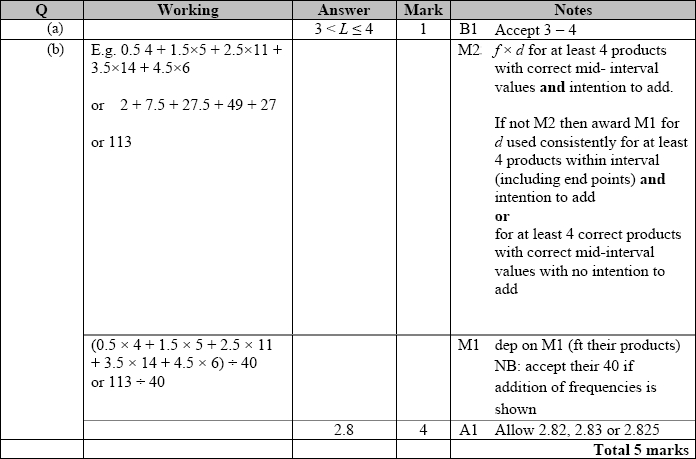 Q Working Answer Mark Notes
(a) 3 < L ≤ 4 1 B1 Accept 3 – 4
(b) E.g. 0.5 4 + 1.5×5 + 2.5×11 +
3.5×14 + 4.5×6
or 2 + 7.5 + 27.5 + 49 + 27
or 113
M2 f × d for at least 4 products
with correct mid- interval
values and intention to add.
If not M2 then award M1 for
d used consistently for at least
4 products within interval
(including end points) and
intention to add
or
for at least 4 correct products
with correct mid-interval
values with no intention to
add
(0.5 × 4 + 1.5 × 5 + 2.5 × 11
+ 3.5 × 14 + 4.5 × 6) ÷ 40
or 113 ÷ 40
M1 dep on M1 (ft their products)
NB: accept their 40 if
addition of frequencies is
shown
2.8 4 A1 Allow 2.82, 2.83 or 2.825
Total 5 marks